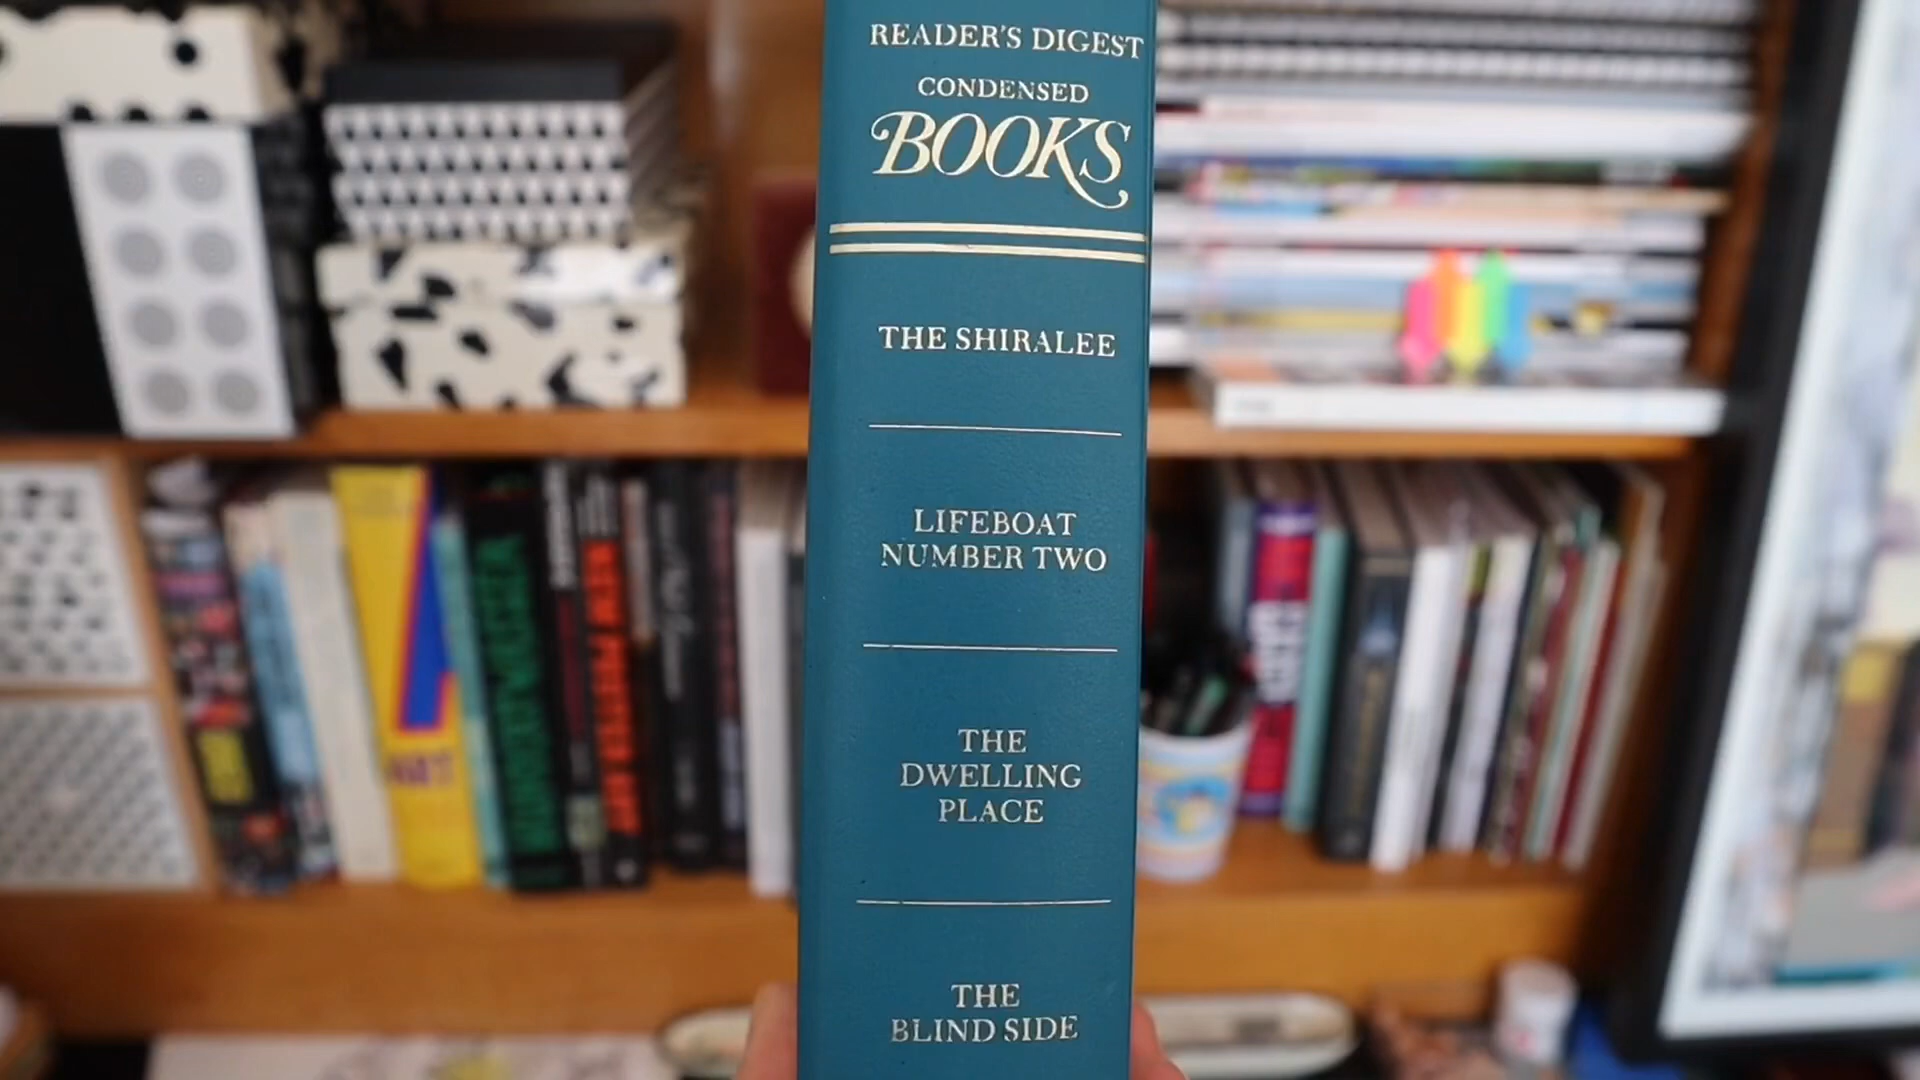 READER'S DIGEST
CONDENSED
BOOKS
THE SHIRALEE
LIFEBOAT
NUMBER TWO
THE
DWELLING
PLACE
THE
BLIND SIDE